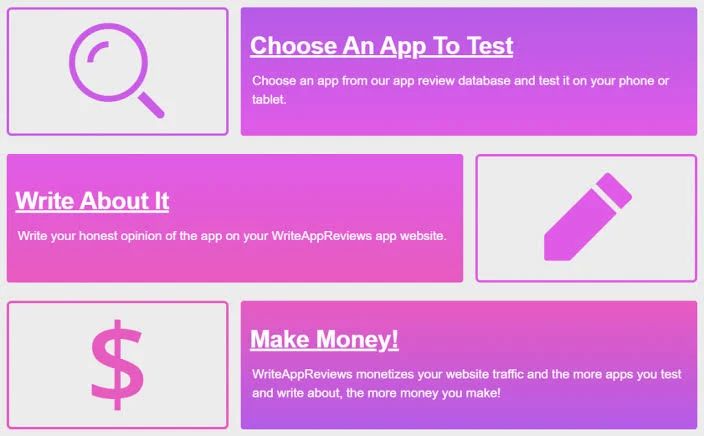 Choose An App To Test
Choose an app from our app review database and test it on your phone or
tablet.
Write About It
Write your honest opinion of the app on your WriteAppReviews app website.
$
Make Money!
WriteAppReviews monetizes your website traffic and the more apps you test
and write about, the more money you make!